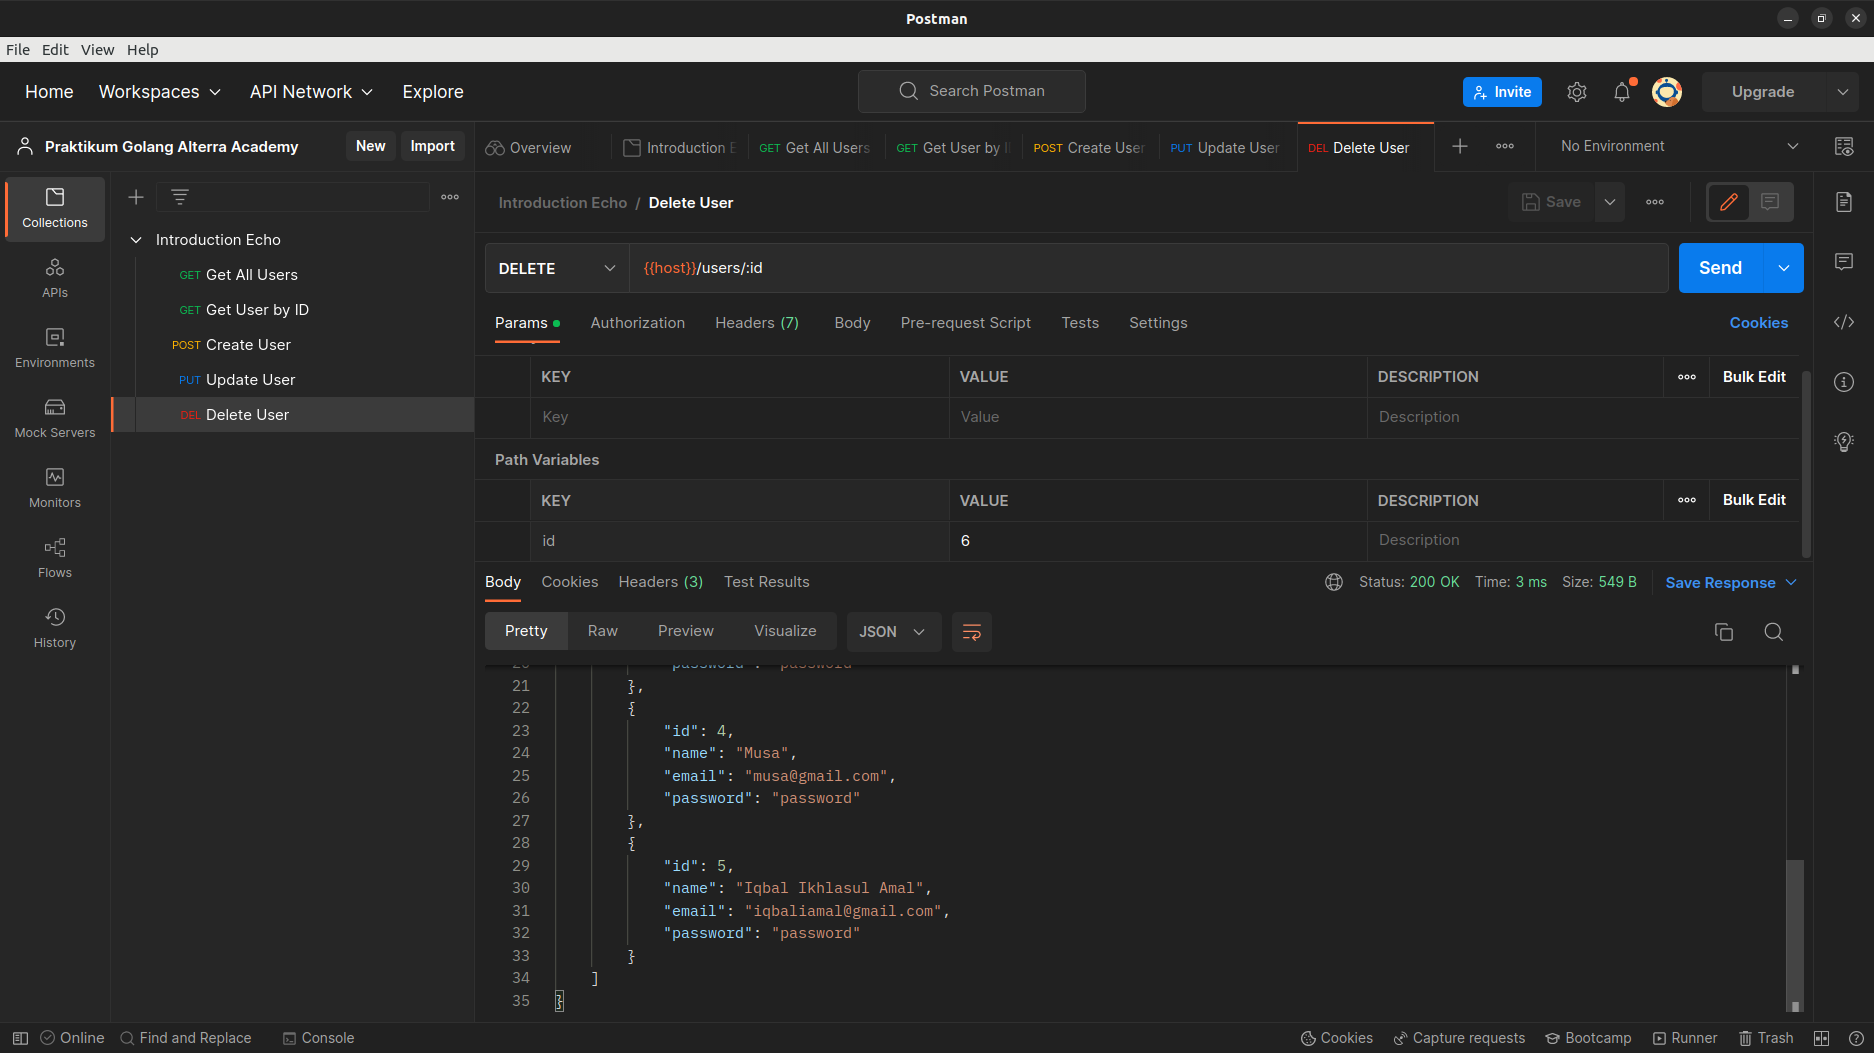 Postman
File Edit View Help
Home Workspaces API Network Explore Search Postman Invite Upgrade
Praktikum Golang Alterra Academy New Import
Overview Introduction E GET Get All Users GET Get User by I POST Create User PUT Update User DEL Delete User No Environment
Collections
APIs
Environments
Mock Servers
Monitors
Flows
History
Introduction Echo
GET Get All Users
GET Get User by ID
POST Create User
PUT Update User
DEL Delete User
Introduction Echo / Delete User Save
DELETE {{host}}/users/:id Send
Params Authorization Headers (7) Body Pre-request Script Tests Settings Cookies
KEY VALUE DESCRIPTION Bulk Edit
Key Value Description
Path Variables
KEY VALUE DESCRIPTION Bulk Edit
id 6 Description
Body Cookies Headers (3) Test Results Status: 200 OK Time: 3 ms Size: 549 B Save Response
Pretty Raw Preview Visualize JSON
20 "password": "password"
21 },
22 {
23 "id": 4,
24 "name": "Musa",
25 "email": "musa@gmail.com",
26 "password": "password"
27 },
28 {
29 "id": 5,
30 "name": "Iqbal Ikhlasul Amal",
31 "email": "iqbaliamal@gmail.com",
32 "password": "password"
33 }
34 ]
35 }
Online Find and Replace Console Cookies Capture requests Bootcamp Runner Trash